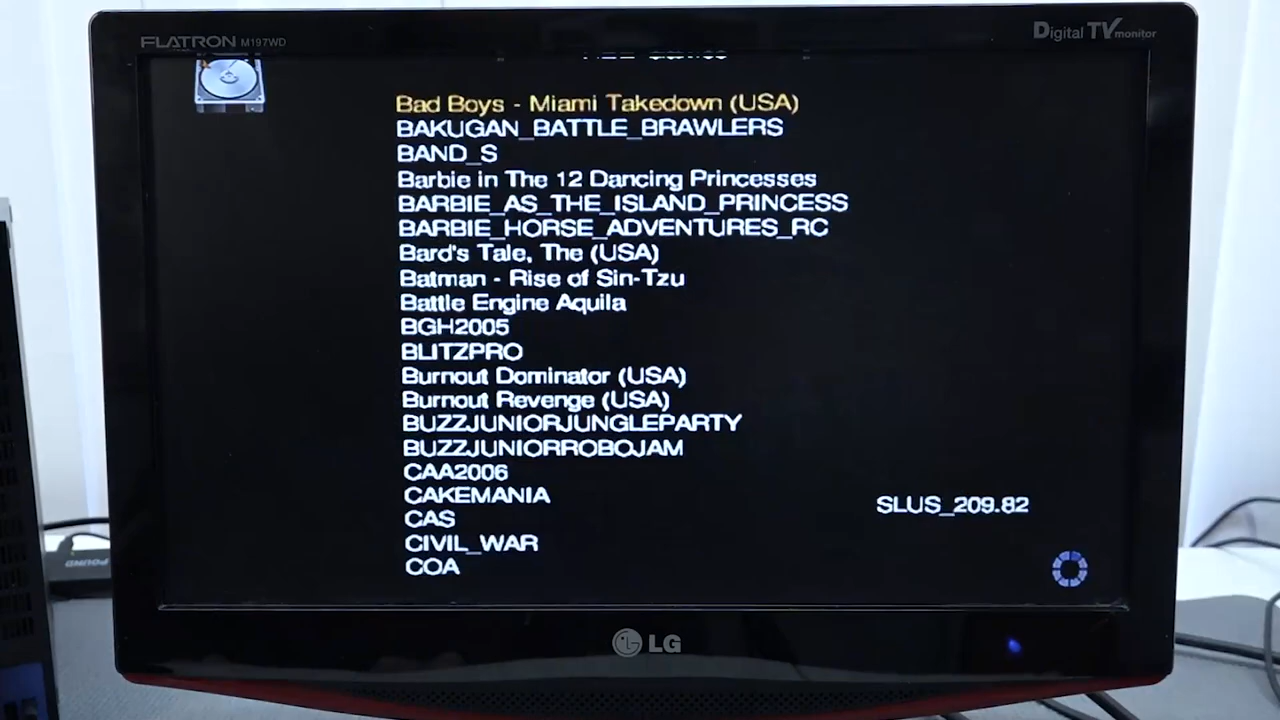 FLATRON M197WD
Digital TV monitor
Bad Boys - Miami Takedown (USA)
BAKUGAN_BATTLE_BRAWLERS
BAND_S
Barbie in The 12 Dancing Princesses
BARBIE_AS_THE_ISLAND_PRINCESS
BARBIE_HORSE_ADVENTURES_RC
Bard's Tale, The (USA)
Batman - Rise of Sin-Tzu
Battle Engine Aquila
BGH2005
BLITZPRO
Burnout Dominator (USA)
Burnout Revenge (USA)
BUZZJUNIORJUNGLEPARTY
BUZZJUNIORROBOJAM
CAA2006
CAKEMANIA
SLUS_209.82
CAS
CIVIL_WAR
COA
POUND
LG